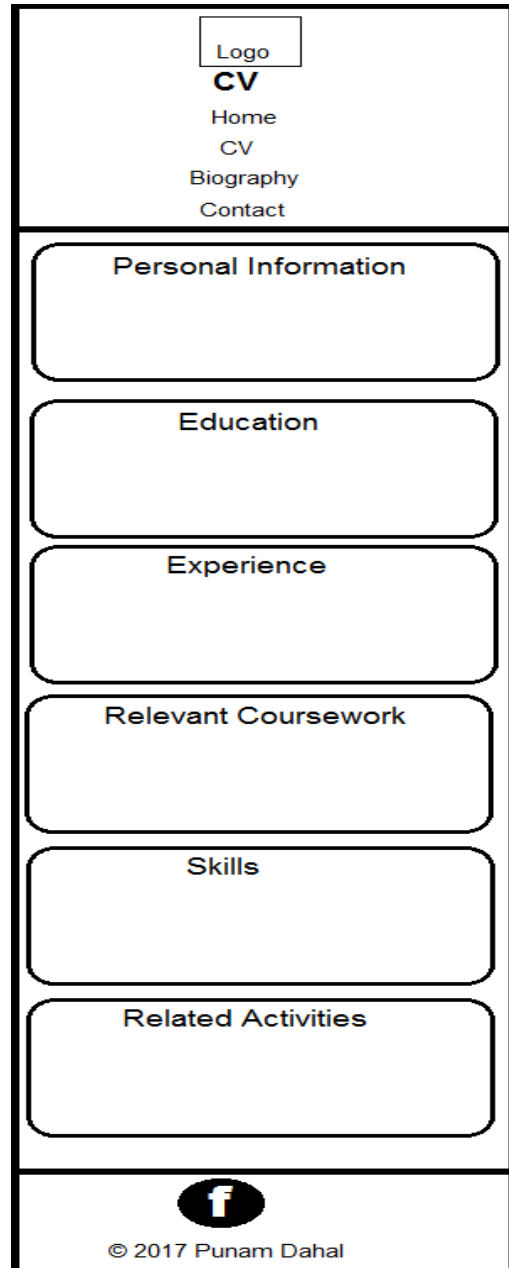 Logo
CV
Home
CV
Biography
Contact
Personal Information
Education
Experience
Relevant Coursework
Skills
Related Activities
f
© 2017 Punam Dahal